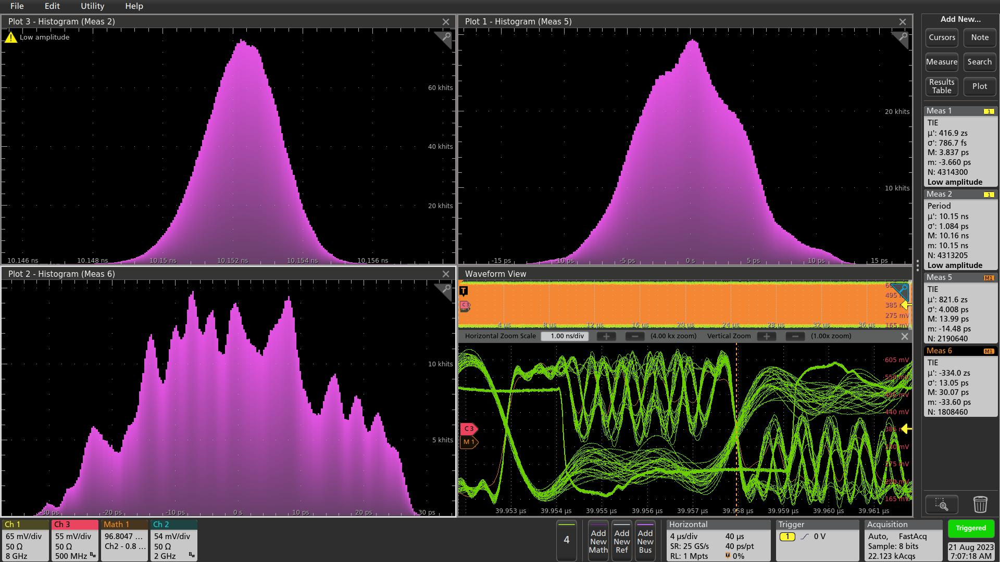 File Edit Utility Help
Plot 3 - Histogram (Meas 2)
Low amplitude
60 khits
40 khits
20 khits
10.146 ns 10.148 ns 10.15 ns 10.152 ns 10.154 ns 10.156 ns
Plot 1 - Histogram (Meas 5)
20 khits
10 khits
-15 ps -10 ps -5 ps 0 s 5 ps 10 ps 15 ps
Plot 2 - Histogram (Meas 6)
10 khits
5 khits
-30 ps -20 ps -10 ps 0 s 10 ps 20 ps 30 ps
Waveform View
T
C3
495 mV
385 mV
275 mV
165 mV
4 µs 8 µs 12 µs 16 µs 20 µs 24 µs 28 µs 32 µs 36 µs
Horizontal Zoom Scale 1.00 ns/div + − (4.00 kx zoom) Vertical Zoom + − (1.00x zoom)
605 mV
550 mV
495 mV
440 mV
385 mV
330 mV
275 mV
220 mV
165 mV
C 3
M 1
39.953 µs 39.954 µs 39.955 µs 39.956 µs 39.957 µs 39.958 µs 39.959 µs 39.960 µs 39.961 µs
Add New...
Cursors Note
Measure Search
Results Table Plot
Meas 1 1
TIE
µ': 416.9 zs
σ': 786.7 fs
M: 3.837 ps
m: -3.660 ps
N: 4314300
Low amplitude
Meas 2 1
Period
µ': 10.15 ns
σ': 1.084 ps
M: 10.16 ns
m: 10.15 ns
N: 4313205
Low amplitude
Meas 5 M1
TIE
µ': 821.6 zs
σ': 4.008 ps
M: 13.99 ps
m: -14.48 ps
N: 2190640
Meas 6 M1
TIE
µ': -334.0 zs
σ': 13.05 ps
M: 30.07 ps
m: -33.60 ps
N: 1808460
Ch 1
65 mV/div
50 Ω
8 GHz
Ch 3
55 mV/div
50 Ω
500 MHz Bw
Math 1
96.8047 ...
Ch2 - 0.8 ...
Ch 2
54 mV/div
50 Ω
2 GHz Bw
4
Add New Math
Add New Ref
Add New Bus
Horizontal
4 µs/div 40 µs
SR: 25 GS/s 40 ps/pt
RL: 1 Mpts T 0%
Trigger
1 0 V
Acquisition
Auto, FastAcq
Sample: 8 bits
22.123 kAcqs
Triggered
21 Aug 2023
7:07:18 AM